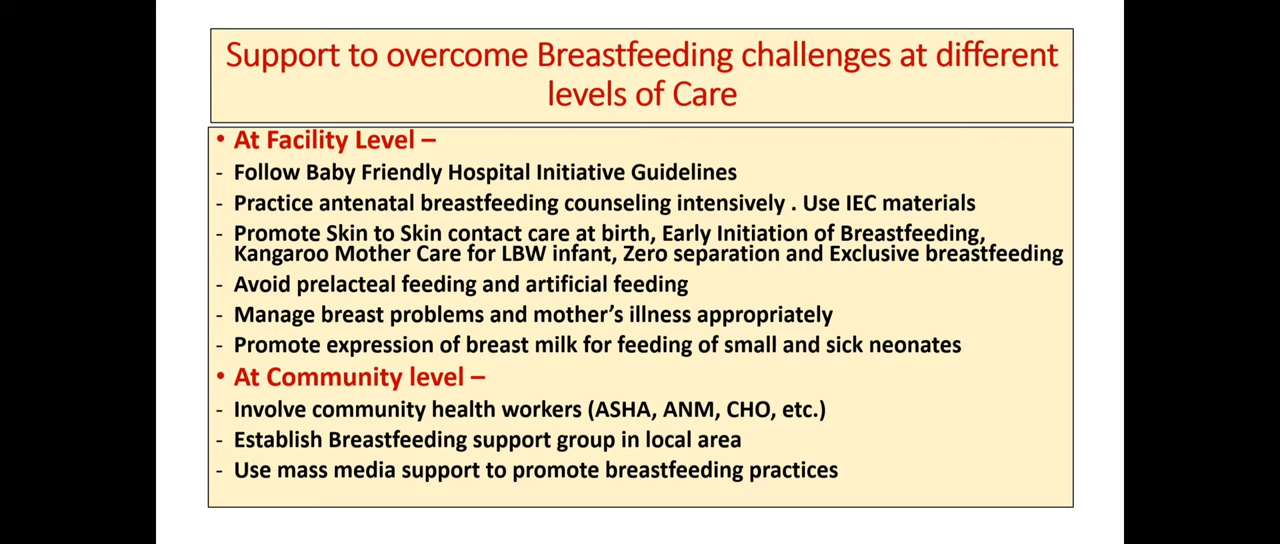 Support to overcome Breastfeeding challenges at different
levels of Care
• At Facility Level –
- Follow Baby Friendly Hospital Initiative Guidelines
- Practice antenatal breastfeeding counseling intensively . Use IEC materials
- Promote Skin to Skin contact care at birth, Early Initiation of Breastfeeding,
Kangaroo Mother Care for LBW infant, Zero separation and Exclusive breastfeeding
- Avoid prelacteal feeding and artificial feeding
- Manage breast problems and mother’s illness appropriately
- Promote expression of breast milk for feeding of small and sick neonates
• At Community level –
- Involve community health workers (ASHA, ANM, CHO, etc.)
- Establish Breastfeeding support group in local area
- Use mass media support to promote breastfeeding practices